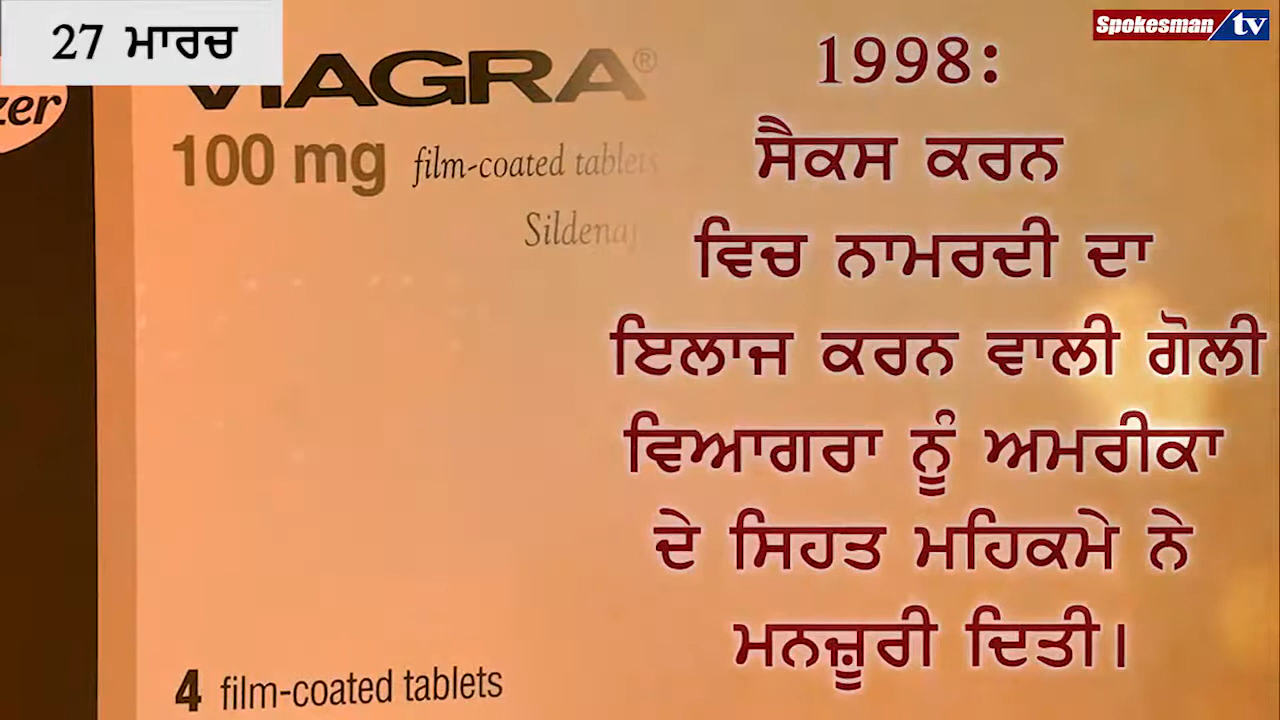 27 ਮਾਰਚ
Spokesman tv
VIAGRA®
100 mg film-coated tablets
4 film-coated tablets
1998:
ਸੈਕਸ ਕਰਨ
ਵਿਚ ਨਾਮਰਦੀ ਦਾ
ਇਲਾਜ ਕਰਨ ਵਾਲੀ ਗੋਲੀ
ਵਿਆਗਰਾ ਨੂੰ ਅਮਰੀਕਾ
ਦੇ ਸਿਹਤ ਮਹਿਕਮੇ ਨੇ
ਮਨਜ਼ੂਰੀ ਦਿਤੀ।